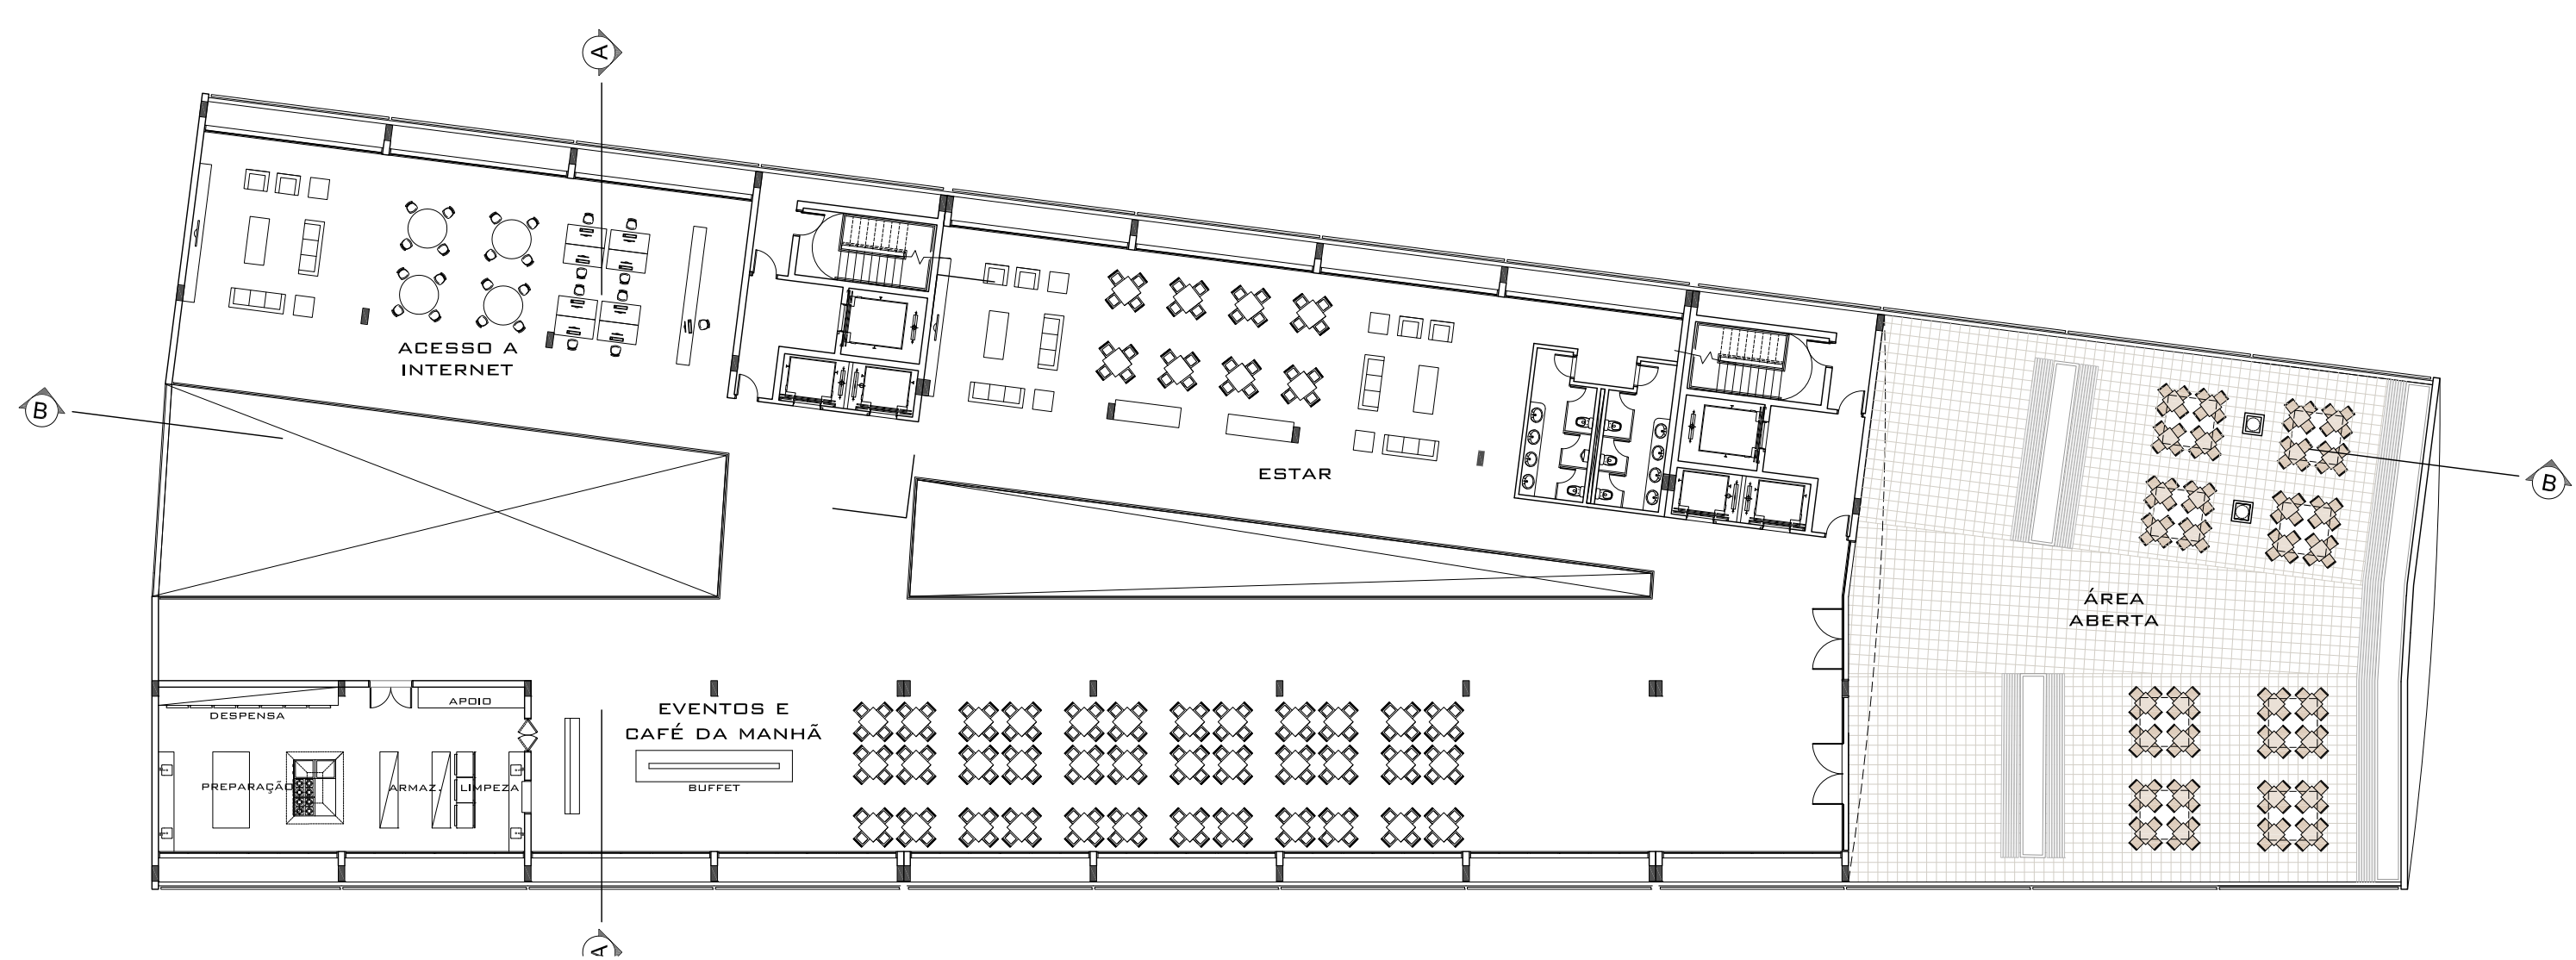 A
ACESSO A
INTERNET
B
ESTAR
B
ÁREA
ABERTA
DESPENSA
APOIO
EVENTOS E
CAFÉ DA MANHÃ
PREPARAÇÃO
ARMAZ.
LIMPEZA
BUFFET
A